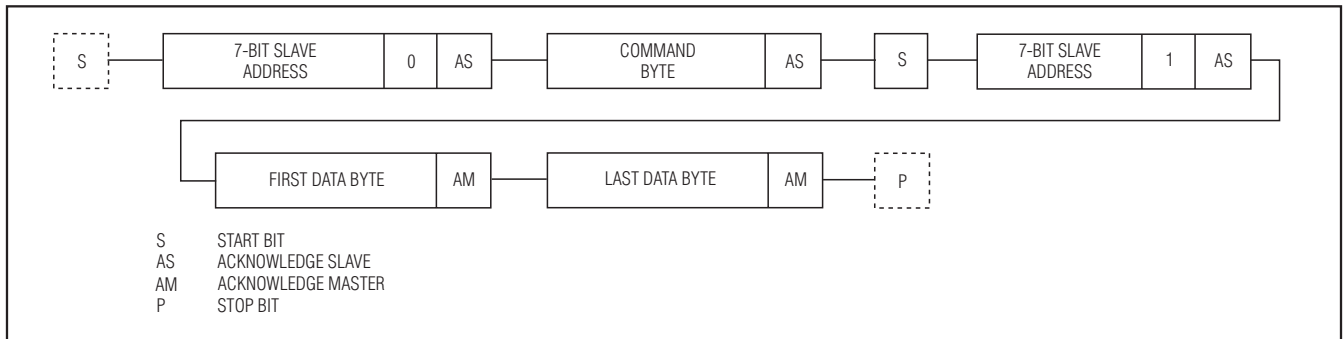 S
7-BIT SLAVE
ADDRESS
0
AS
COMMAND
BYTE
AS
S
7-BIT SLAVE
ADDRESS
1
AS
FIRST DATA BYTE
AM
LAST DATA BYTE
AM
P
S START BIT
AS ACKNOWLEDGE SLAVE
AM ACKNOWLEDGE MASTER
P STOP BIT